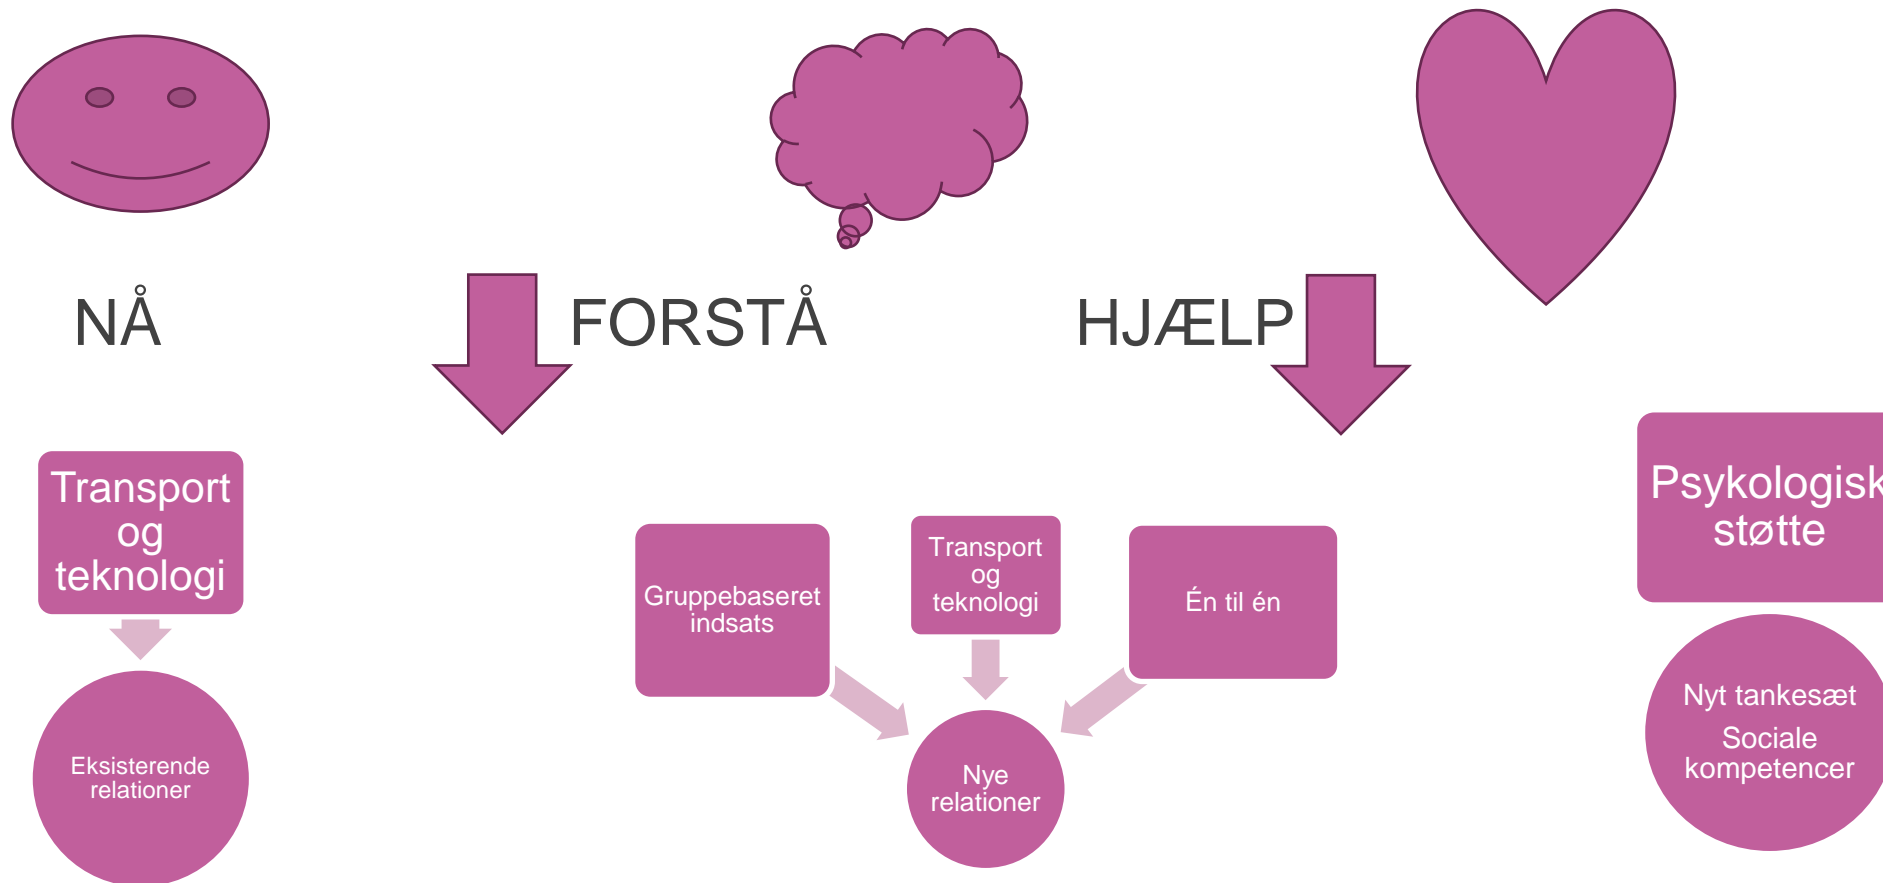 NÅ
FORSTÅ
HJÆLP
Transport
og
teknologi
Eksisterende
relationer
Gruppebaseret
indsats
Transport
og
teknologi
Én til én
Nye
relationer
Psykologisk
støtte
Nyt tankesæt
Sociale
kompetencer